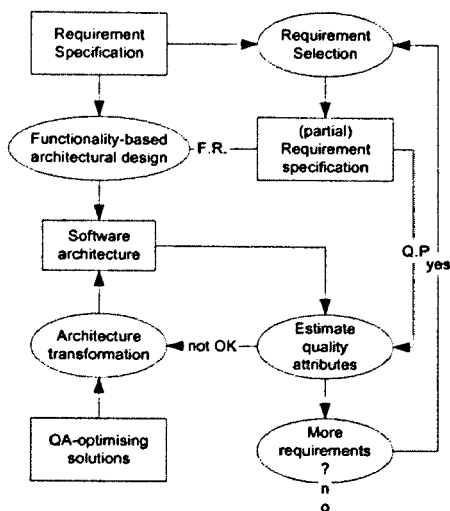 Requirement
Specification
Requirement
Selection
Functionality-based
architectural design
F.R.
(partial)
Requirement
specification
Software
architecture
Q.P
yes
Architecture
transformation
not OK
Estimate
quality
attributes
QA-optimising
solutions
More
requirements
?
n
o